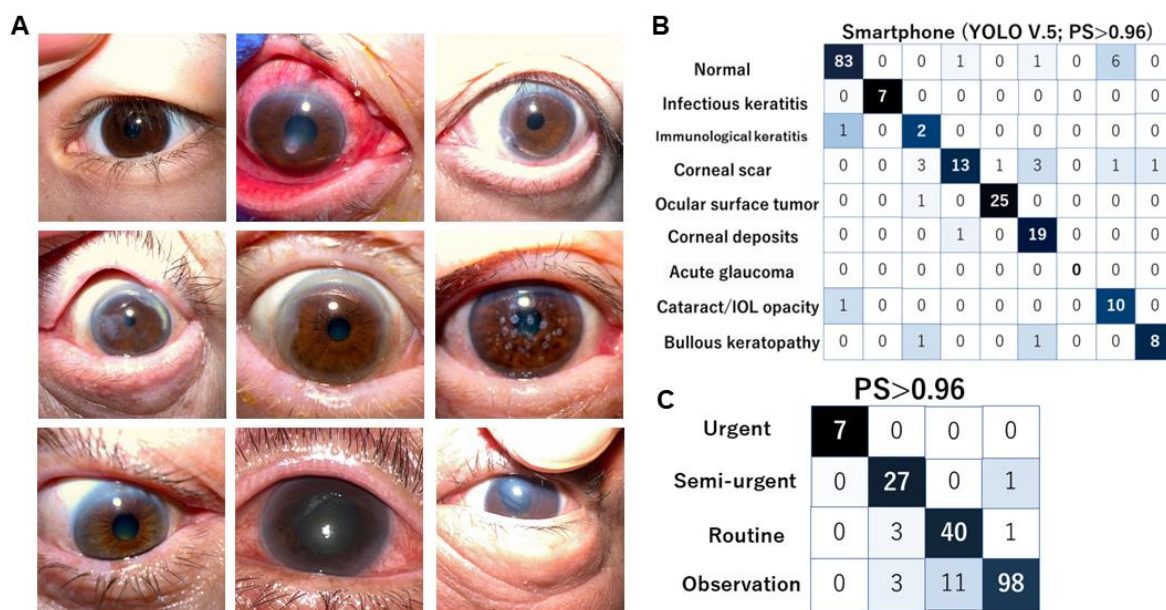 A
B
Smartphone (YOLO V.5; PS>0.96)
Normal 83 0 0 1 0 1 0 6 0
Infectious keratitis 0 7 0 0 0 0 0 0 0
Immunological keratitis 1 0 2 0 0 0 0 0 0
Corneal scar 0 0 3 13 1 3 0 1 1
Ocular surface tumor 0 0 1 0 25 0 0 0 0
Corneal deposits 0 0 0 1 0 19 0 0 0
Acute glaucoma 0 0 0 0 0 0 0 0 0
Cataract/IOL opacity 1 0 0 0 0 0 0 10 0
Bullous keratopathy 0 0 1 0 0 1 0 0 8
C
PS>0.96
Urgent 7 0 0 0
Semi-urgent 0 27 0 1
Routine 0 3 40 1
Observation 0 3 11 98